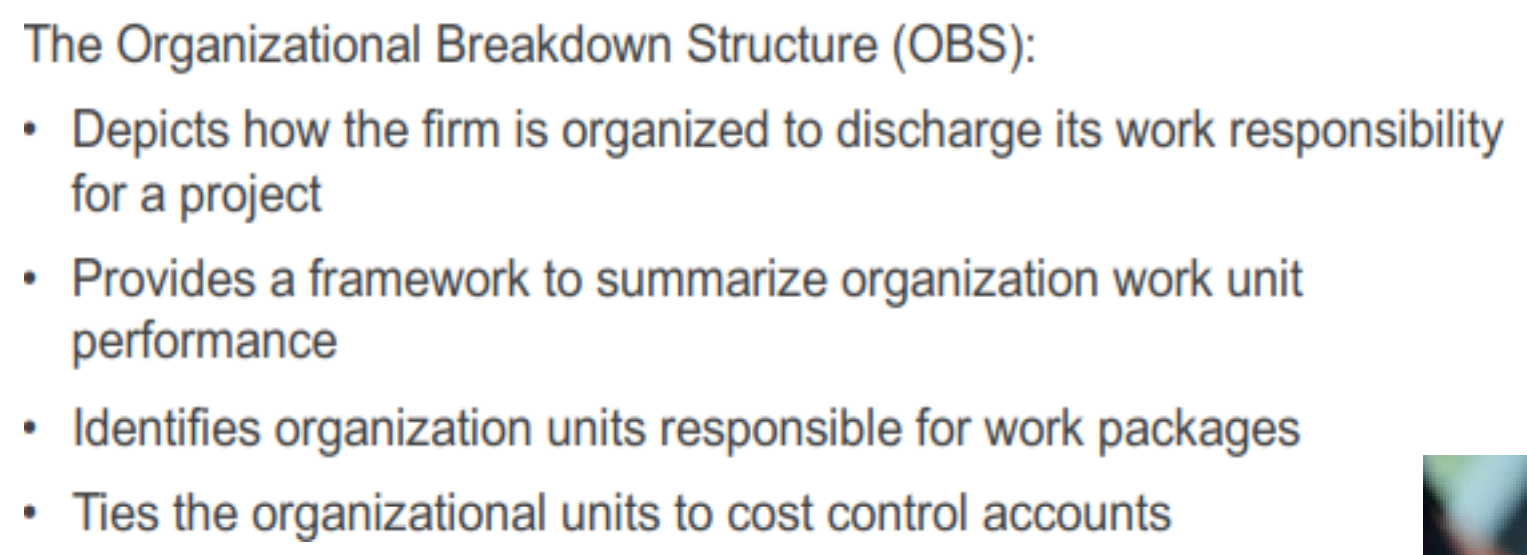 The Organizational Breakdown Structure (OBS):
• Depicts how the firm is organized to discharge its work responsibility
for a project
• Provides a framework to summarize organization work unit
performance
• Identifies organization units responsible for work packages
• Ties the organizational units to cost control accounts